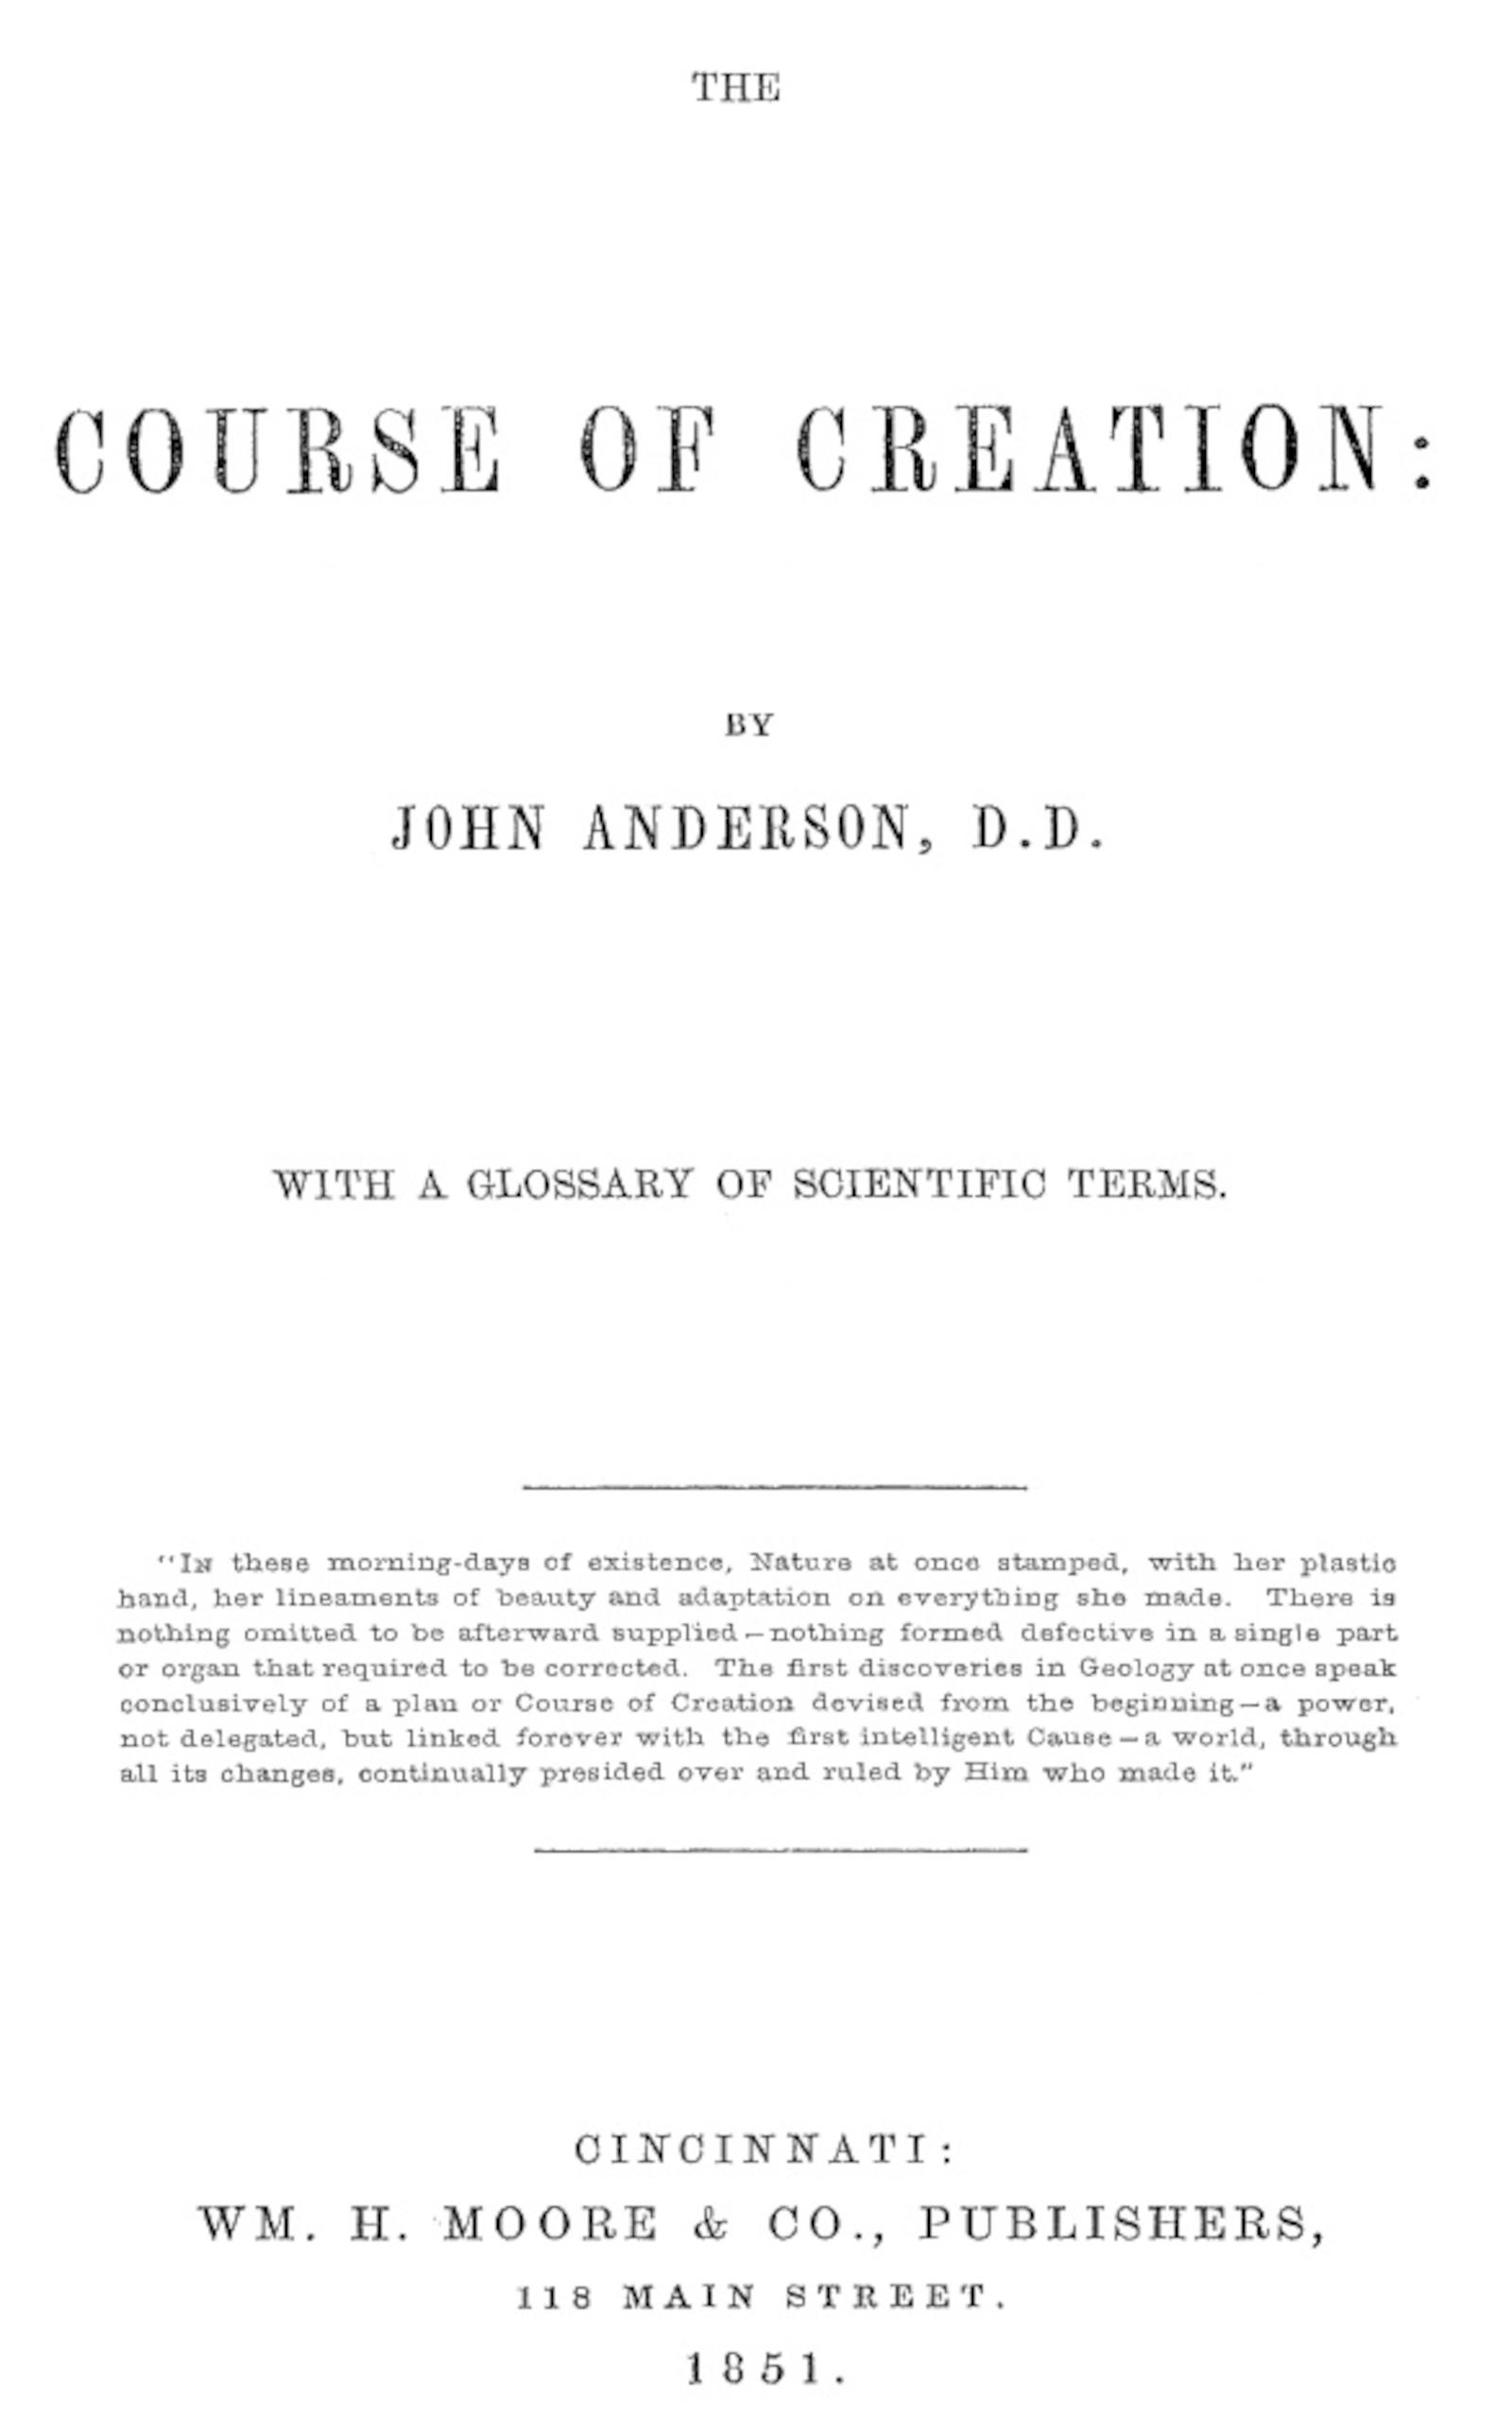 THE
COURSE OF CREATION:
BY
JOHN ANDERSON, D.D.
WITH A GLOSSARY OF SCIENTIFIC TERMS.
"IN these morning-days of existence, Nature at once stamped, with her plastic
hand, her lineaments of beauty and adaptation on everything she made. There is
nothing omitted to be afterward supplied—nothing formed defective in a single part
or organ that required to be corrected. The first discoveries in Geology at once speak
conclusively of a plan or Course of Creation devised from the beginning—a power,
not delegated, but linked forever with the first intelligent Cause—a world, through
all its changes, continually presided over and ruled by Him who made it."
CINCINNATI:
WM. H. MOORE & CO., PUBLISHERS,
118 MAIN STREET.
1851.